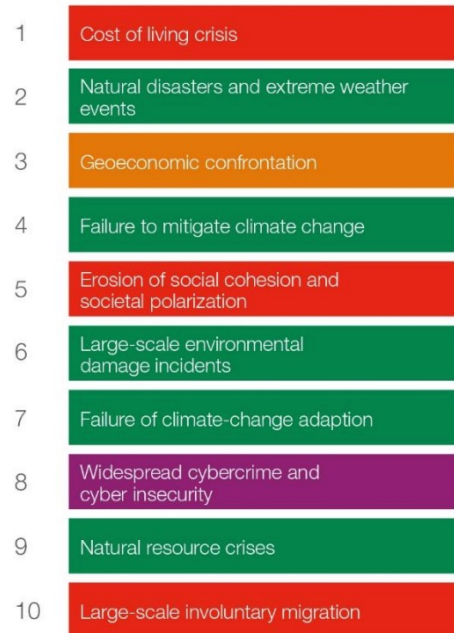 1
Cost of living crisis
2
Natural disasters and extreme weather
events
3
Geoeconomic confrontation
4
Failure to mitigate climate change
5
Erosion of social cohesion and
societal polarization
6
Large-scale environmental
damage incidents
7
Failure of climate-change adaption
8
Widespread cybercrime and
cyber insecurity
9
Natural resource crises
10
Large-scale involuntary migration